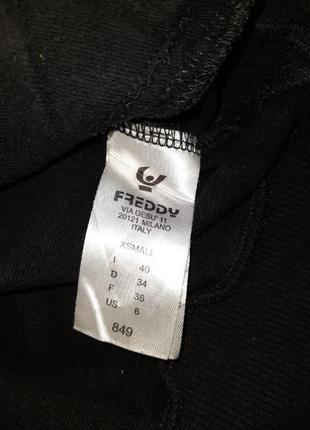 FREDDY
VIA GESU' 11
20121 MILANO
ITALY
XSMALL
I 40
D 34
F 36
US 6
849